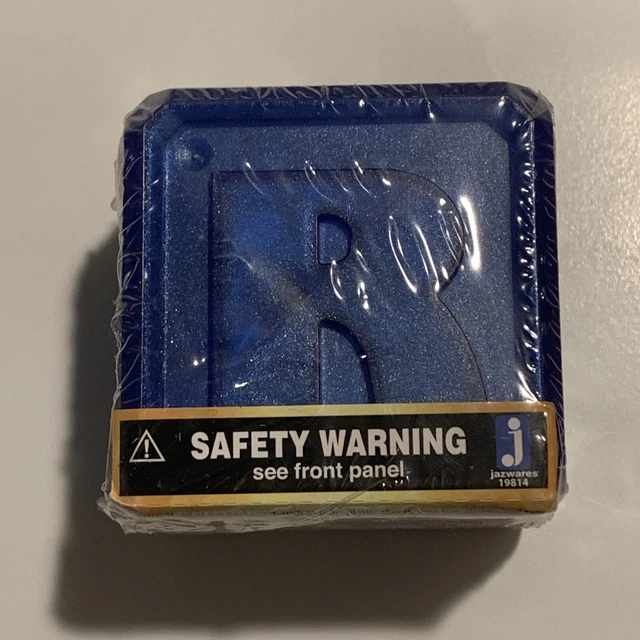 R
SAFETY WARNING
see front panel
j
jazwares
19814